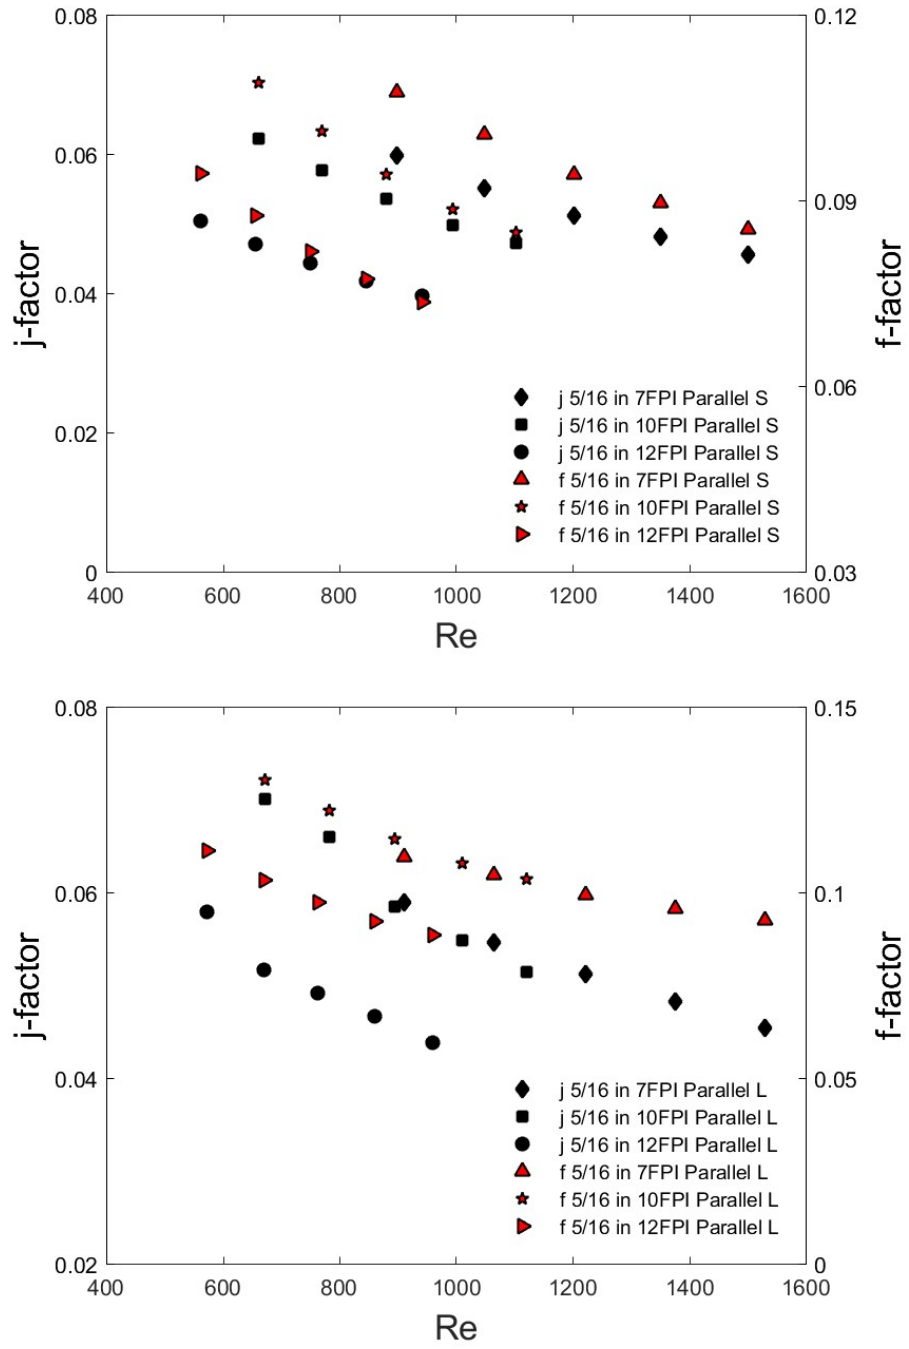 0.08
0.12
0.06
0.09
j-factor
f-factor
0.04
0.06
j 5/16 in 7FPI Parallel S
j 5/16 in 10FPI Parallel S
0.02
j 5/16 in 12FPI Parallel S
f 5/16 in 7FPI Parallel S
f 5/16 in 10FPI Parallel S
f 5/16 in 12FPI Parallel S
0
0.03
400 600 800 1000 1200 1400 1600
Re
0.08
0.15
0.06
0.1
j-factor
f-factor
0.04
0.05
j 5/16 in 7FPI Parallel L
j 5/16 in 10FPI Parallel L
j 5/16 in 12FPI Parallel L
f 5/16 in 7FPI Parallel L
f 5/16 in 10FPI Parallel L
f 5/16 in 12FPI Parallel L
0.02
0
400 600 800 1000 1200 1400 1600
Re